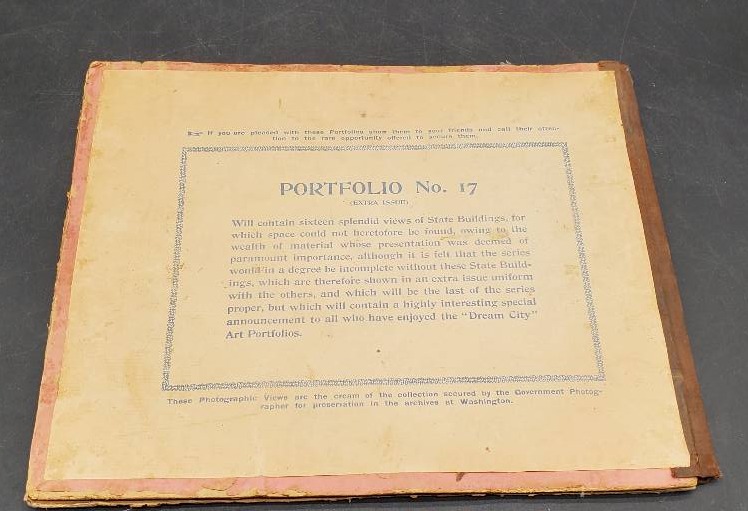 ☞ If you are pleased with these Portfolios show them to your friends and call their atten-
tion to the rare opportunity offered to secure them.
PORTFOLIO No. 17
(EXTRA ISSUE)
Will contain sixteen splendid views of State Buildings, for
which space could not heretofore be found, owing to the
wealth of material whose presentation was deemed of
paramount importance, although it is felt that the series
would in a degree be incomplete without these State Build-
ings, which are therefore shown in an extra issue uniform
with the others, and which will be the last of the series
proper, but which will contain a highly interesting special
announcement to all who have enjoyed the "Dream City"
Art Portfolios.
These Photographic Views are the cream of the collection secured by the Government Photog-
rapher for preservation in the archives at Washington.